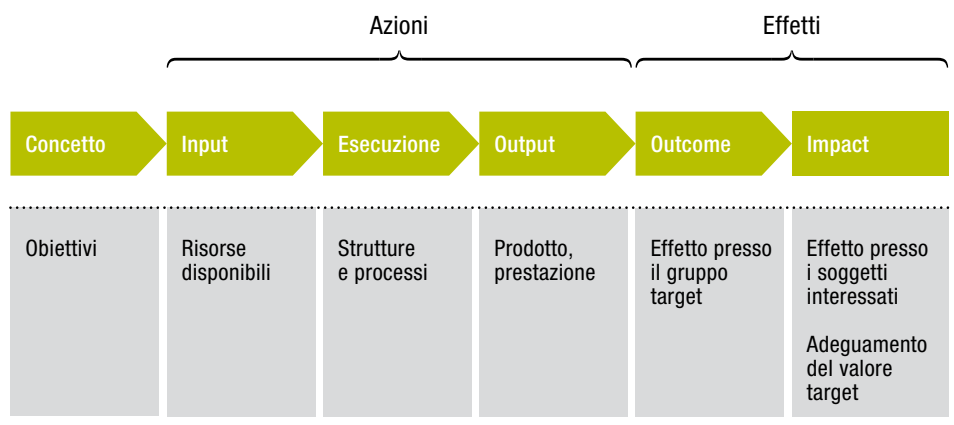 Azioni
Effetti
Concetto
Input
Esecuzione
Output
Outcome
Impact
Obiettivi
Risorse
disponibili
Strutture
e processi
Prodotto,
prestazione
Effetto presso
il gruppo
target
Effetto presso
i soggetti
interessati
Adeguamento
del valore
target